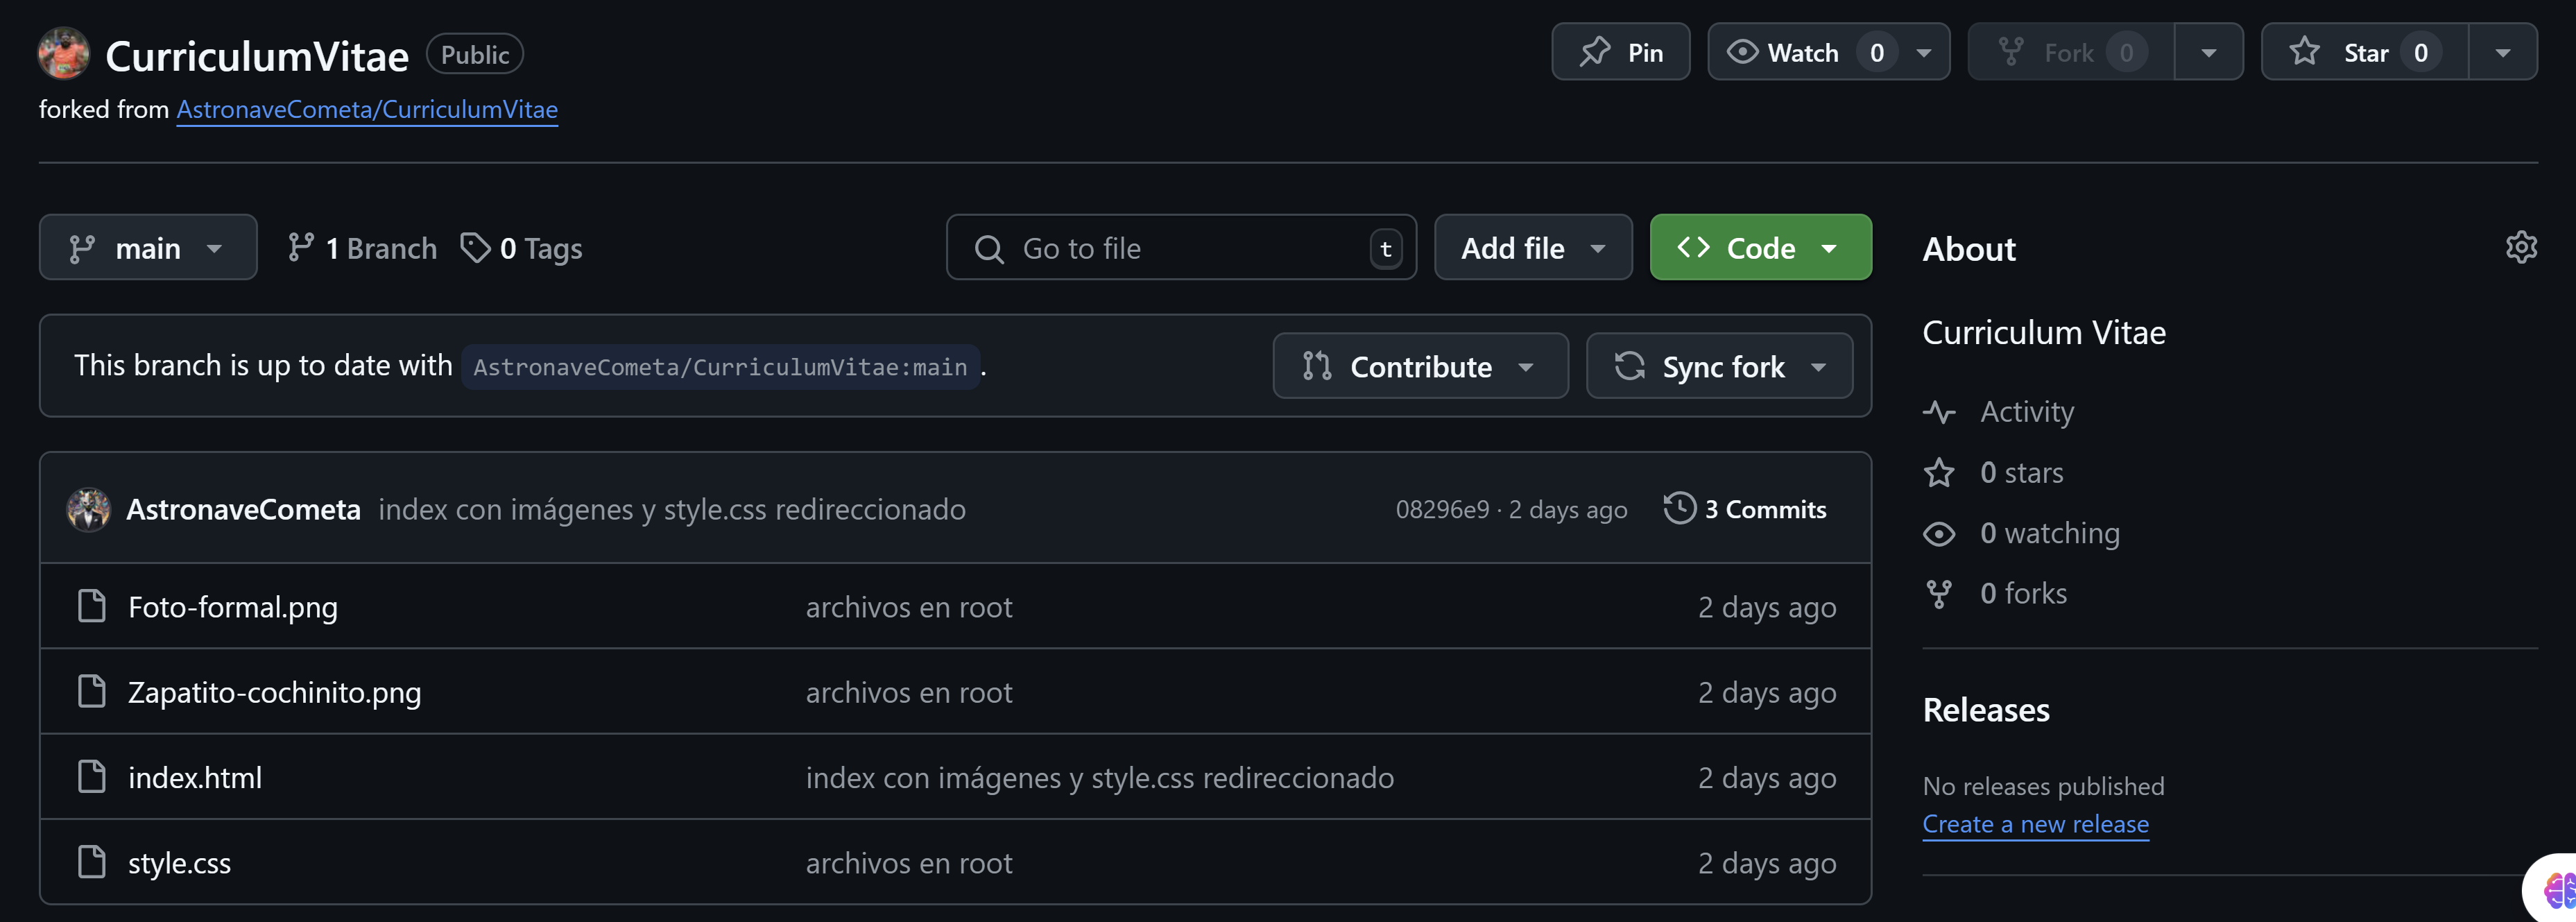 CurriculumVitae Public
Pin
Watch 0
Fork 0
Star 0
forked from AstronaveCometa/CurriculumVitae
main
1 Branch
0 Tags
Go to file t
Add file
Code
This branch is up to date with AstronaveCometa/CurriculumVitae:main.
Contribute
Sync fork
AstronaveCometa index con imágenes y style.css redireccionado 08296e9 · 2 days ago 3 Commits
Foto-formal.png archivos en root 2 days ago
Zapatito-cochinito.png archivos en root 2 days ago
index.html index con imágenes y style.css redireccionado 2 days ago
style.css archivos en root 2 days ago
About
Curriculum Vitae
Activity
0 stars
0 watching
0 forks
Releases
No releases published
Create a new release